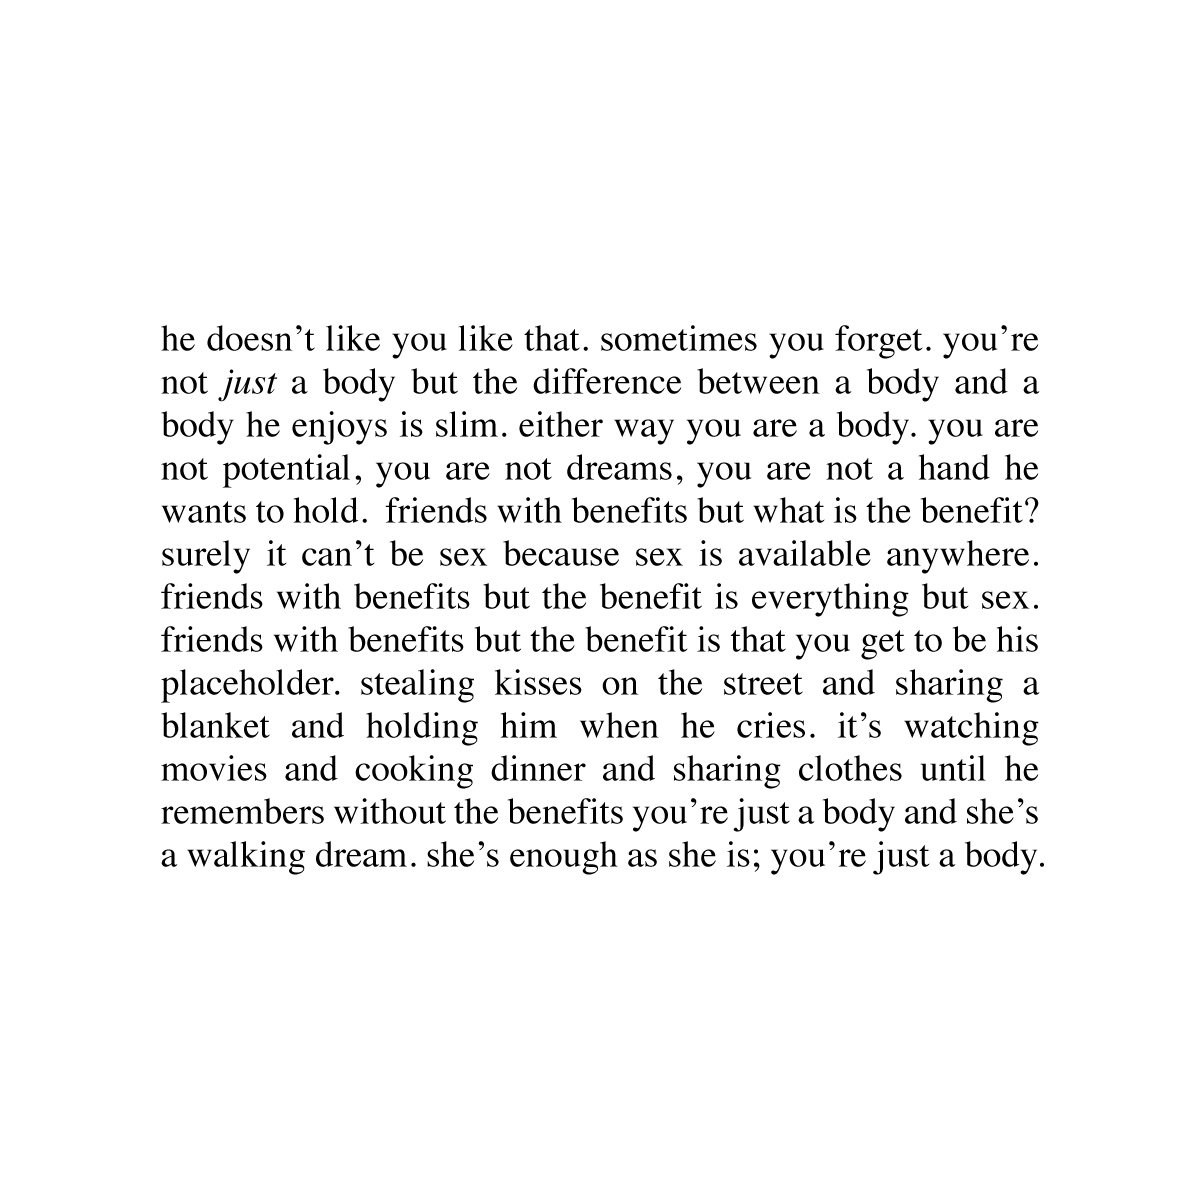 he doesn’t like you like that. sometimes you forget. you’re
not just a body but the difference between a body and a
body he enjoys is slim. either way you are a body. you are
not potential, you are not dreams, you are not a hand he
wants to hold.  friends with benefits but what is the benefit?
surely it can’t be sex because sex is available anywhere.
friends with benefits but the benefit is everything but sex.
friends with benefits but the benefit is that you get to be his
placeholder. stealing kisses on the street and sharing a
blanket and holding him when he cries. it’s watching
movies and cooking dinner and sharing clothes until he
remembers without the benefits you’re just a body and she’s
a walking dream. she’s enough as she is; you’re just a body.